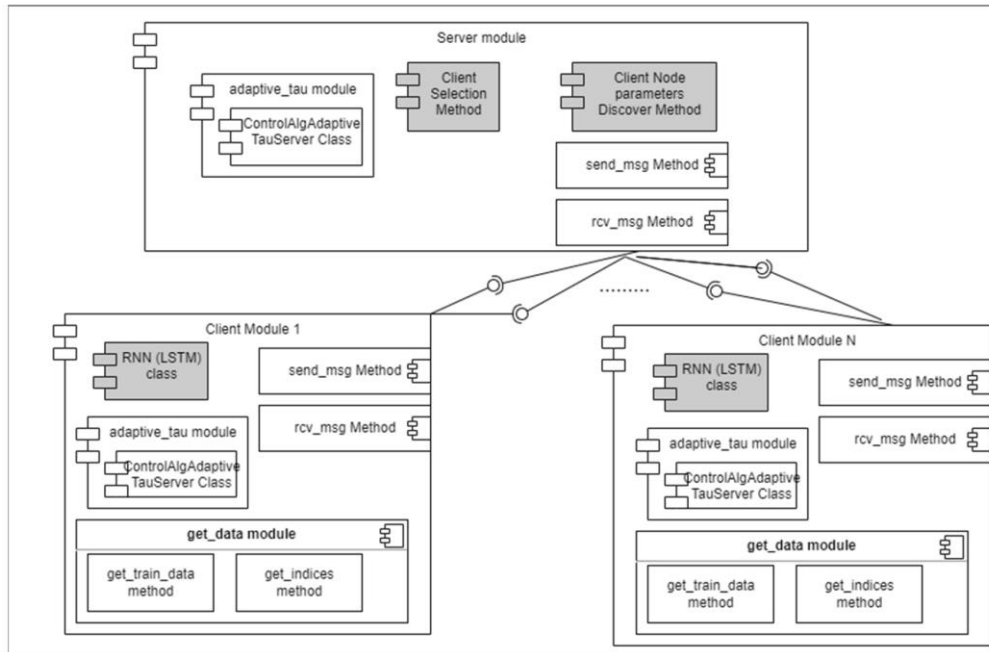 Server module
adaptive_tau module
ControlAlgAdaptive
TauServer Class
Client
Selection
Method
Client Node
parameters
Discover Method
send_msg Method
rcv_msg Method
.........
Client Module 1
RNN (LSTM)
class
send_msg Method
rcv_msg Method
adaptive_tau module
ControlAlgAdaptive
TauServer Class
get_data module
get_train_data
method
get_indices
method
Client Module N
RNN (LSTM)
class
send_msg Method
rcv_msg Method
adaptive_tau module
ControlAlgAdaptive
TauServer Class
get_data module
get_train_data
method
get_indices
method